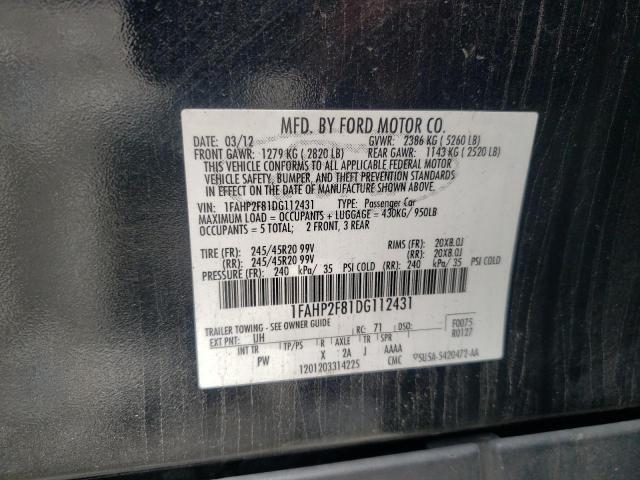 MFD. BY FORD MOTOR CO.
DATE: 03/12 GVWR: 2386 KG ( 5260 LB)
FRONT GAWR: 1279 KG ( 2820 LB) REAR GAWR: 1143 KG ( 2520 LB)
THIS VEHICLE CONFORMS TO ALL APPLICABLE FEDERAL MOTOR
VEHICLE SAFETY, BUMPER, AND THEFT PREVENTION STANDARDS
IN EFFECT ON THE DATE OF MANUFACTURE SHOWN ABOVE.
VIN: 1FAHP2F81DG112431 TYPE: Passenger Car
MAXIMUM LOAD = OCCUPANTS + LUGGAGE = 430KG/ 950LB
OCCUPANTS = 5 TOTAL; 2 FRONT, 3 REAR
TIRE (FR): 245/45R20 99V RIMS (FR): 20X8.0J
(RR): 245/45R20 99V (RR): 20X8.0J
PRESSURE (FR): 240 kPa/ 35 PSI COLD (RR): 240 kPa/ 35 PSI COLD
1FAHP2F81DG112431
TRAILER TOWING - SEE OWNER GUIDE F0075
EXT PNT: UH RC: 71 DSO: R0127
INT TR TP/PS R AXLE TR SPR
PW X 2A J AAAA
1201203314225 CMC 5U5A-5420472-AA